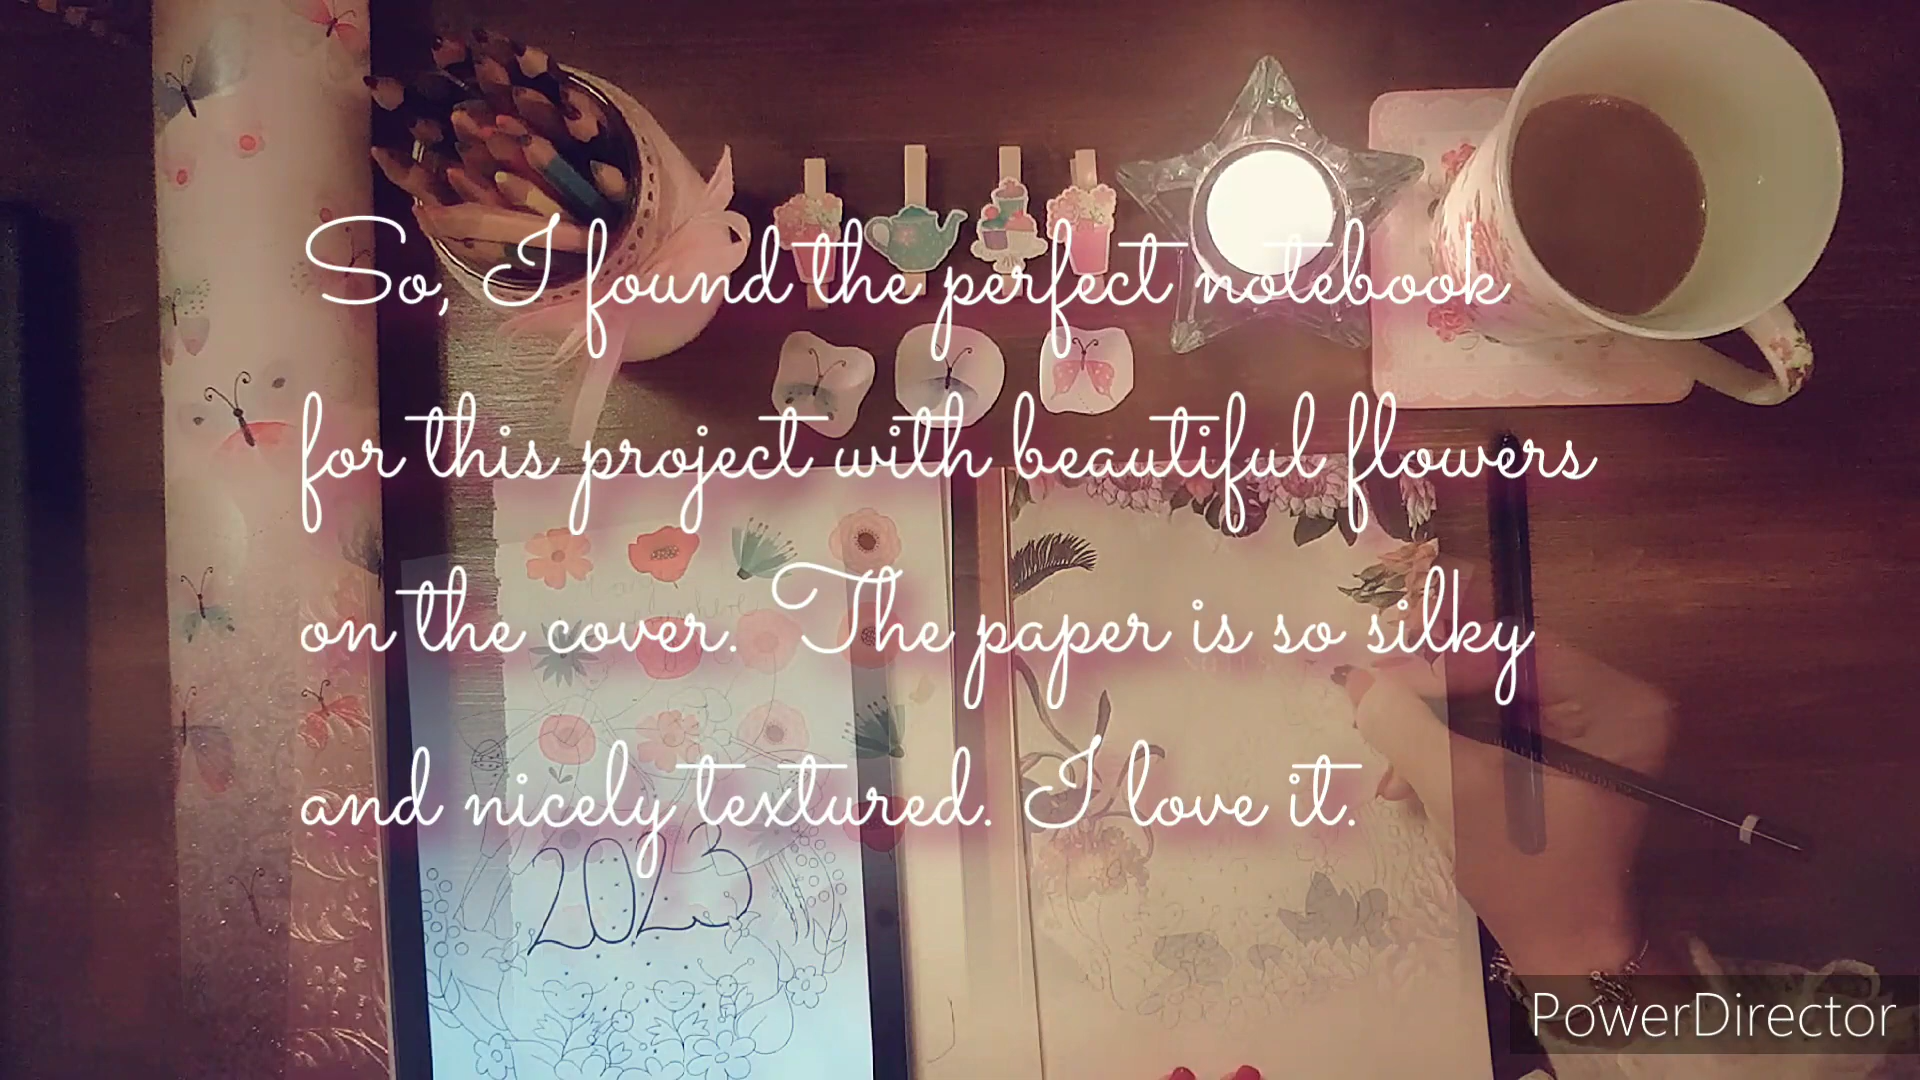 So, I found the perfect notebook
for this project with beautiful flowers
on the cover. The paper is so silky
and nicely textured. I love it.
2023
PowerDirector